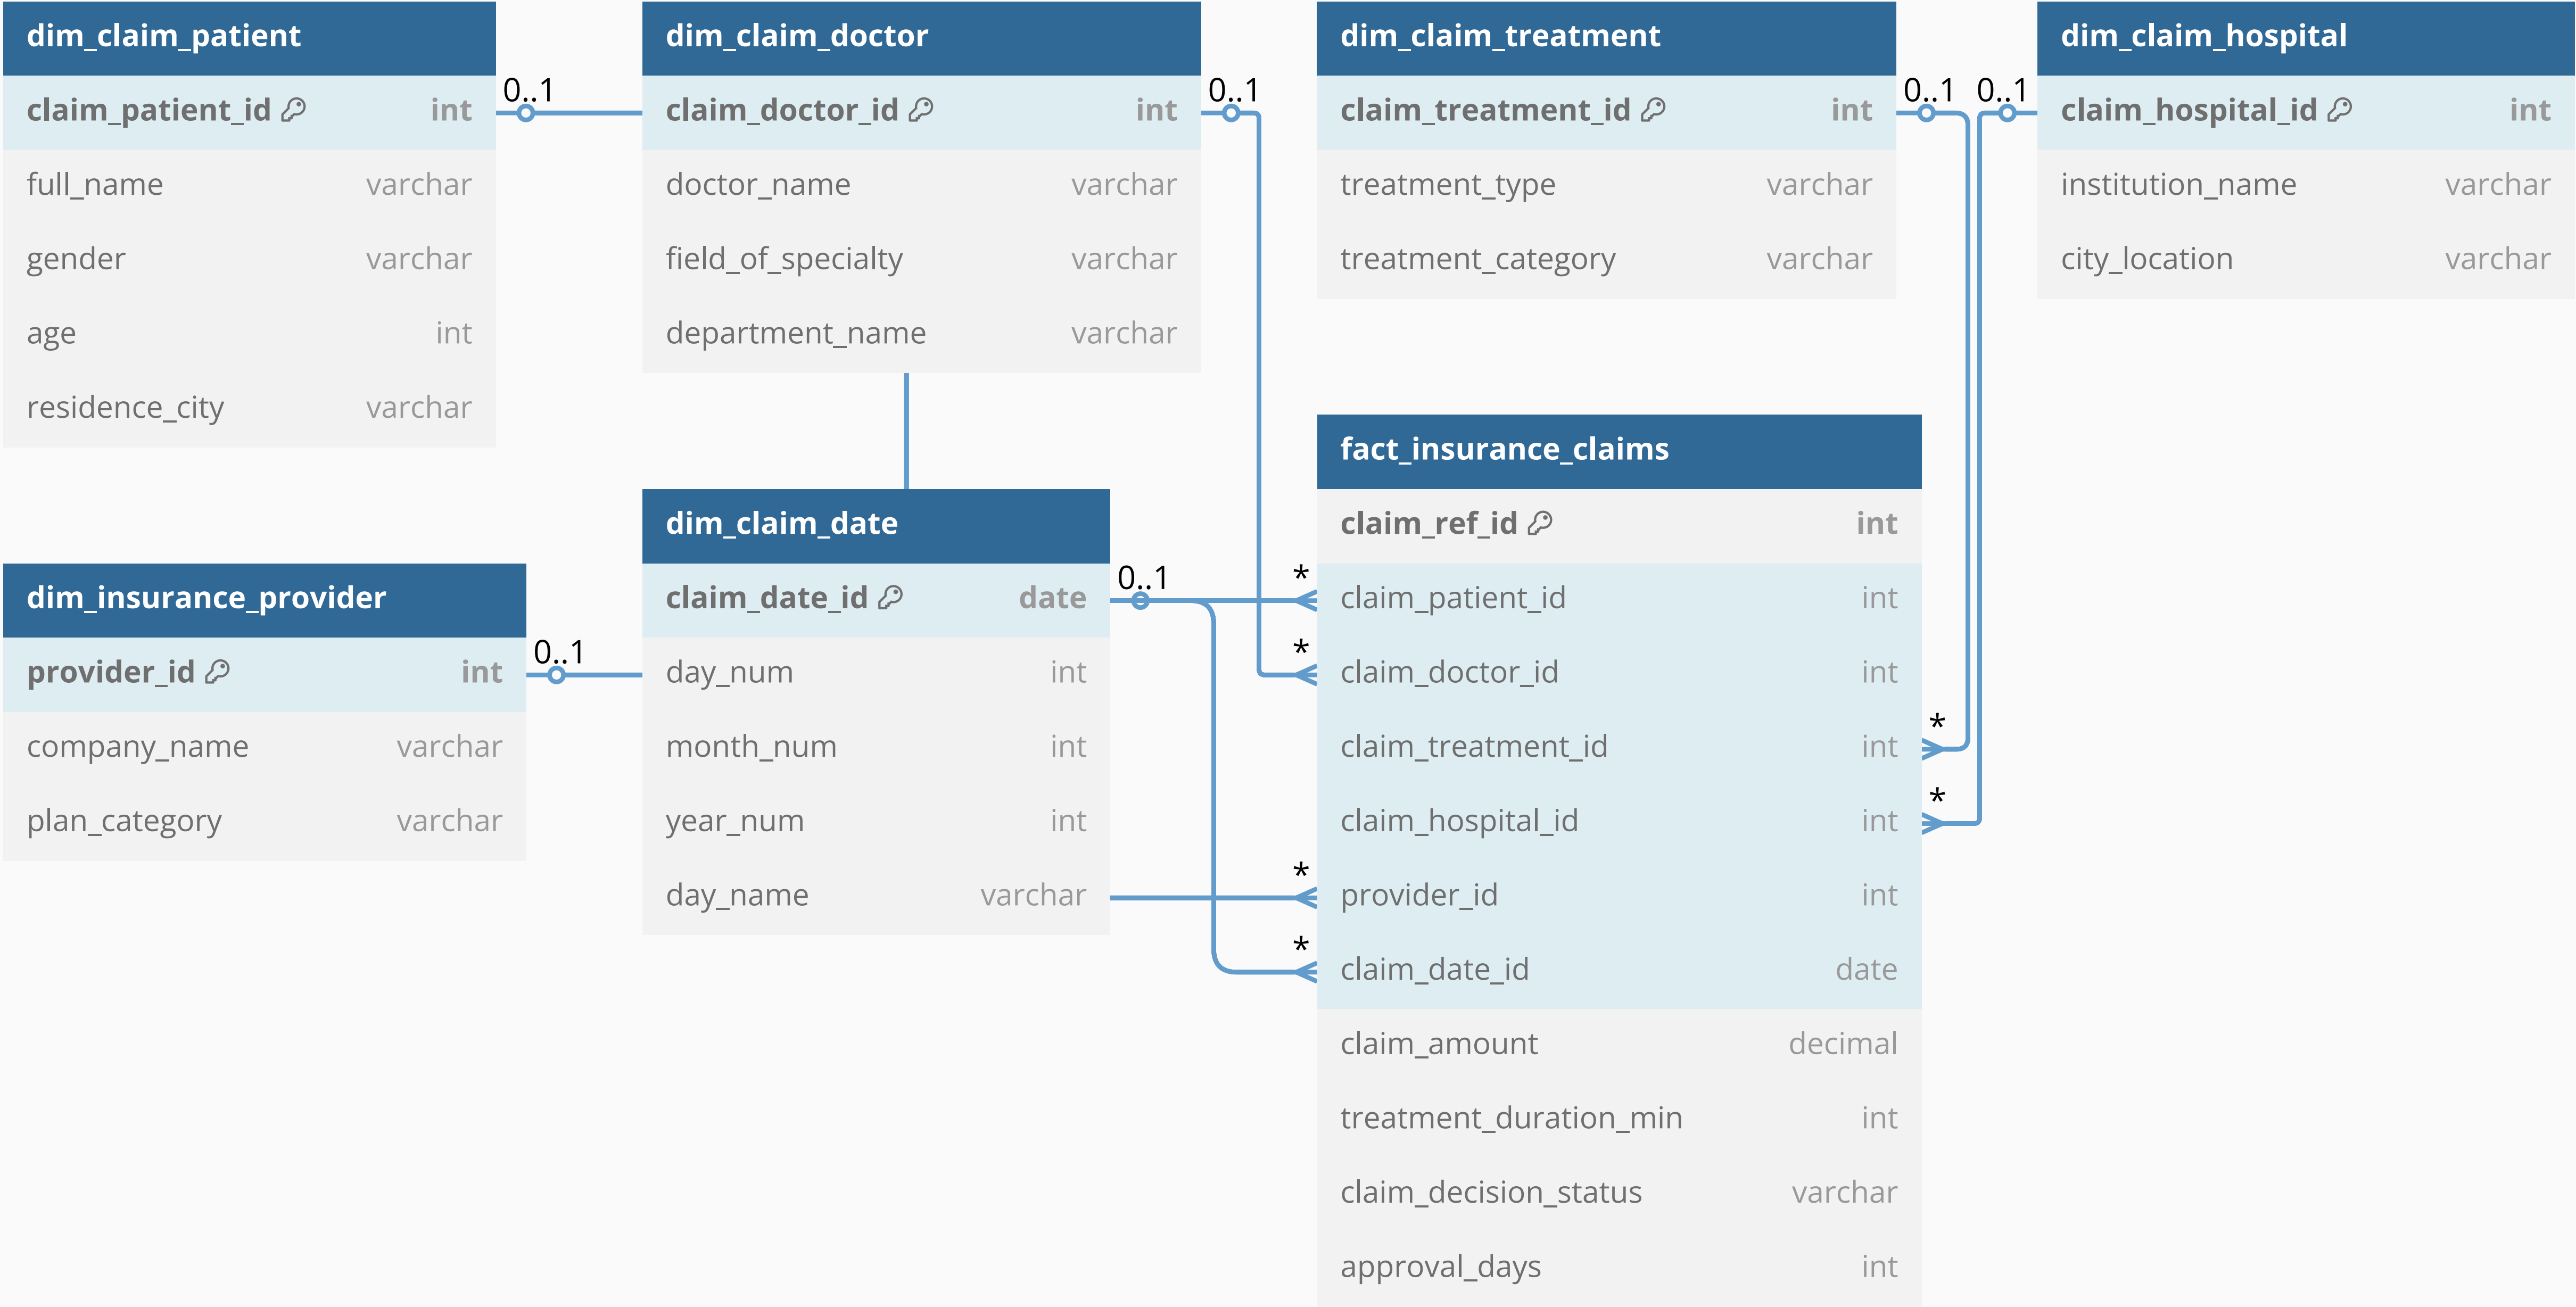 dim_claim_patient
claim_patient_id int
full_name varchar
gender varchar
age int
residence_city varchar
0..1
dim_claim_doctor
claim_doctor_id int
doctor_name varchar
field_of_specialty varchar
department_name varchar
0..1
dim_claim_treatment
claim_treatment_id int
treatment_type varchar
treatment_category varchar
0..1
0..1
dim_claim_hospital
claim_hospital_id int
institution_name varchar
city_location varchar
dim_insurance_provider
provider_id int
company_name varchar
plan_category varchar
0..1
dim_claim_date
claim_date_id date
day_num int
month_num int
year_num int
day_name varchar
0..1
*
*
*
*
*
*
fact_insurance_claims
claim_ref_id int
claim_patient_id int
claim_doctor_id int
claim_treatment_id int
claim_hospital_id int
provider_id int
claim_date_id date
claim_amount decimal
treatment_duration_min int
claim_decision_status varchar
approval_days int